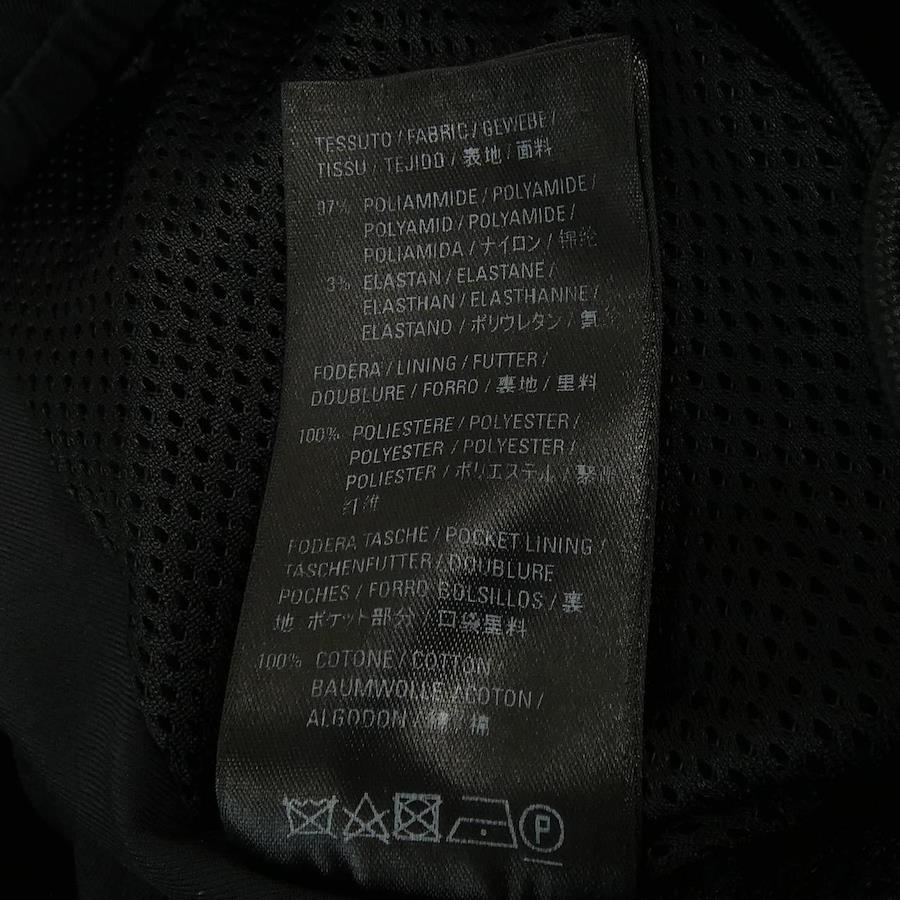 TESSUTO / FABRIC / GEWEBE /
TISSU / TEJIDO / 表地 / 面料
97% POLIAMMIDE / POLYAMIDE /
POLYAMID / POLYAMIDE /
POLIAMIDA / ナイロン / 锦纶
3% ELASTAN / ELASTANE /
ELASTHAN / ELASTHANNE /
ELASTANO / ポリウレタン / 氨纶
FODERA / LINING / FUTTER /
DOUBLURE / FORRO / 裏地 / 里料
100% POLIESTERE / POLYESTER /
POLYESTER / POLYESTER /
POLIESTER / ポリエステル / 聚酯
纤维
FODERA TASCHE / POCKET LINING /
TASCHENFUTTER / DOUBLURE
POCHES / FORRO BOLSILLOS / 裏
地 ポケット部分 / 口袋里料
100% COTONE / COTTON /
BAUMWOLLE / COTON /
ALGODON / 綿 / 棉
P